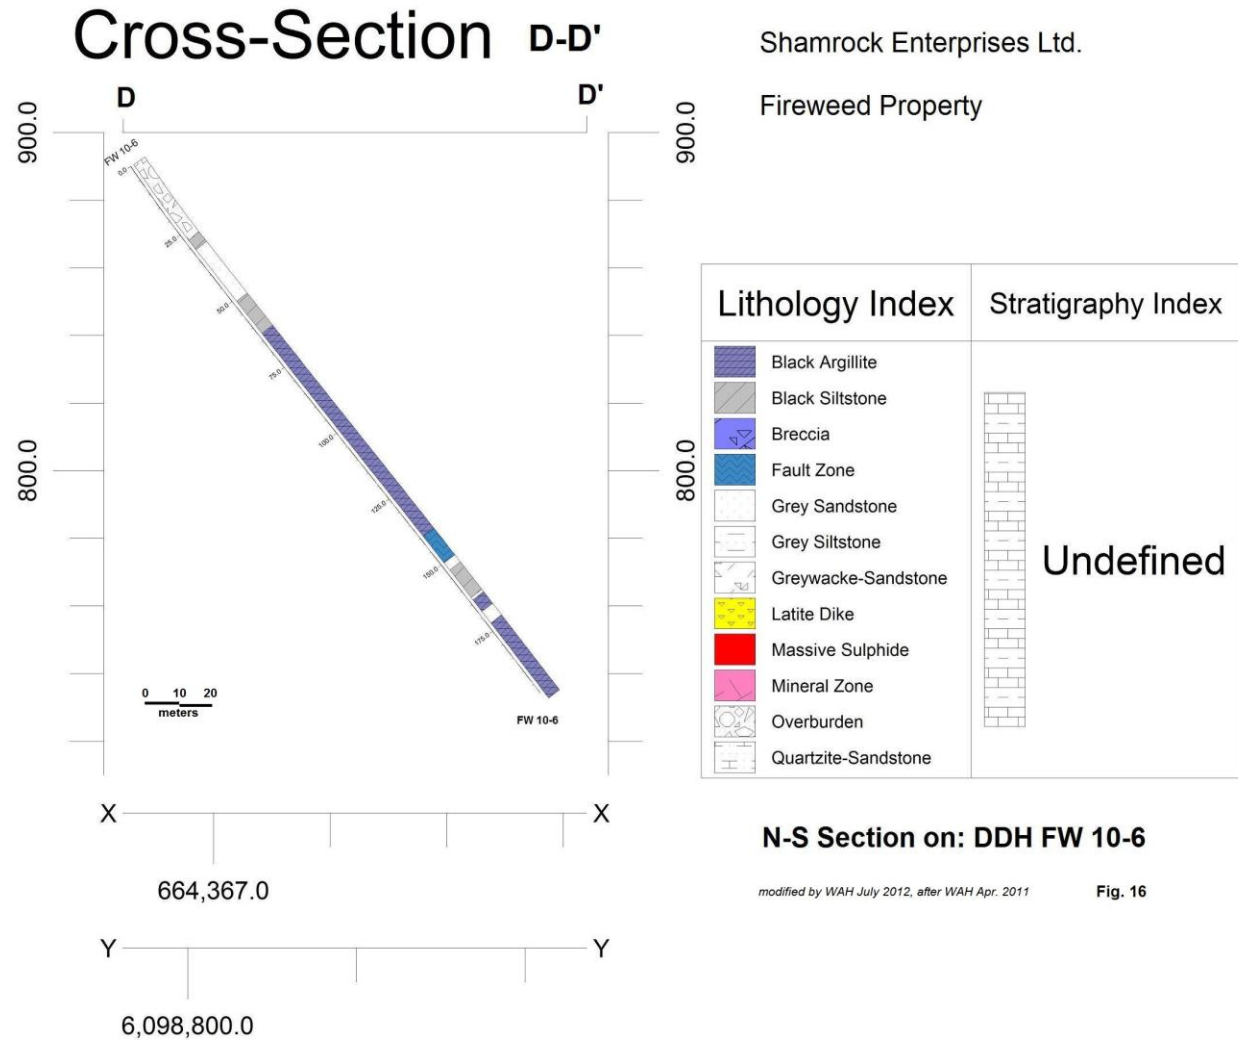 Cross-Section D-D'
Shamrock Enterprises Ltd.
Fireweed Property
D
D'
900.0
900.0
FW 10-6
0.0
25.0
50.0
75.0
100.0
125.0
150.0
175.0
800.0
800.0
0 10 20
meters
FW 10-6
Lithology Index
Stratigraphy Index
Black Argillite
Black Siltstone
Breccia
Fault Zone
Grey Sandstone
Grey Siltstone
Greywacke-Sandstone
Latite Dike
Massive Sulphide
Mineral Zone
Overburden
Quartzite-Sandstone
Undefined
X
X
664,367.0
Y
Y
6,098,800.0
N-S Section on: DDH FW 10-6
modified by WAH July 2012, after WAH Apr. 2011
Fig. 16